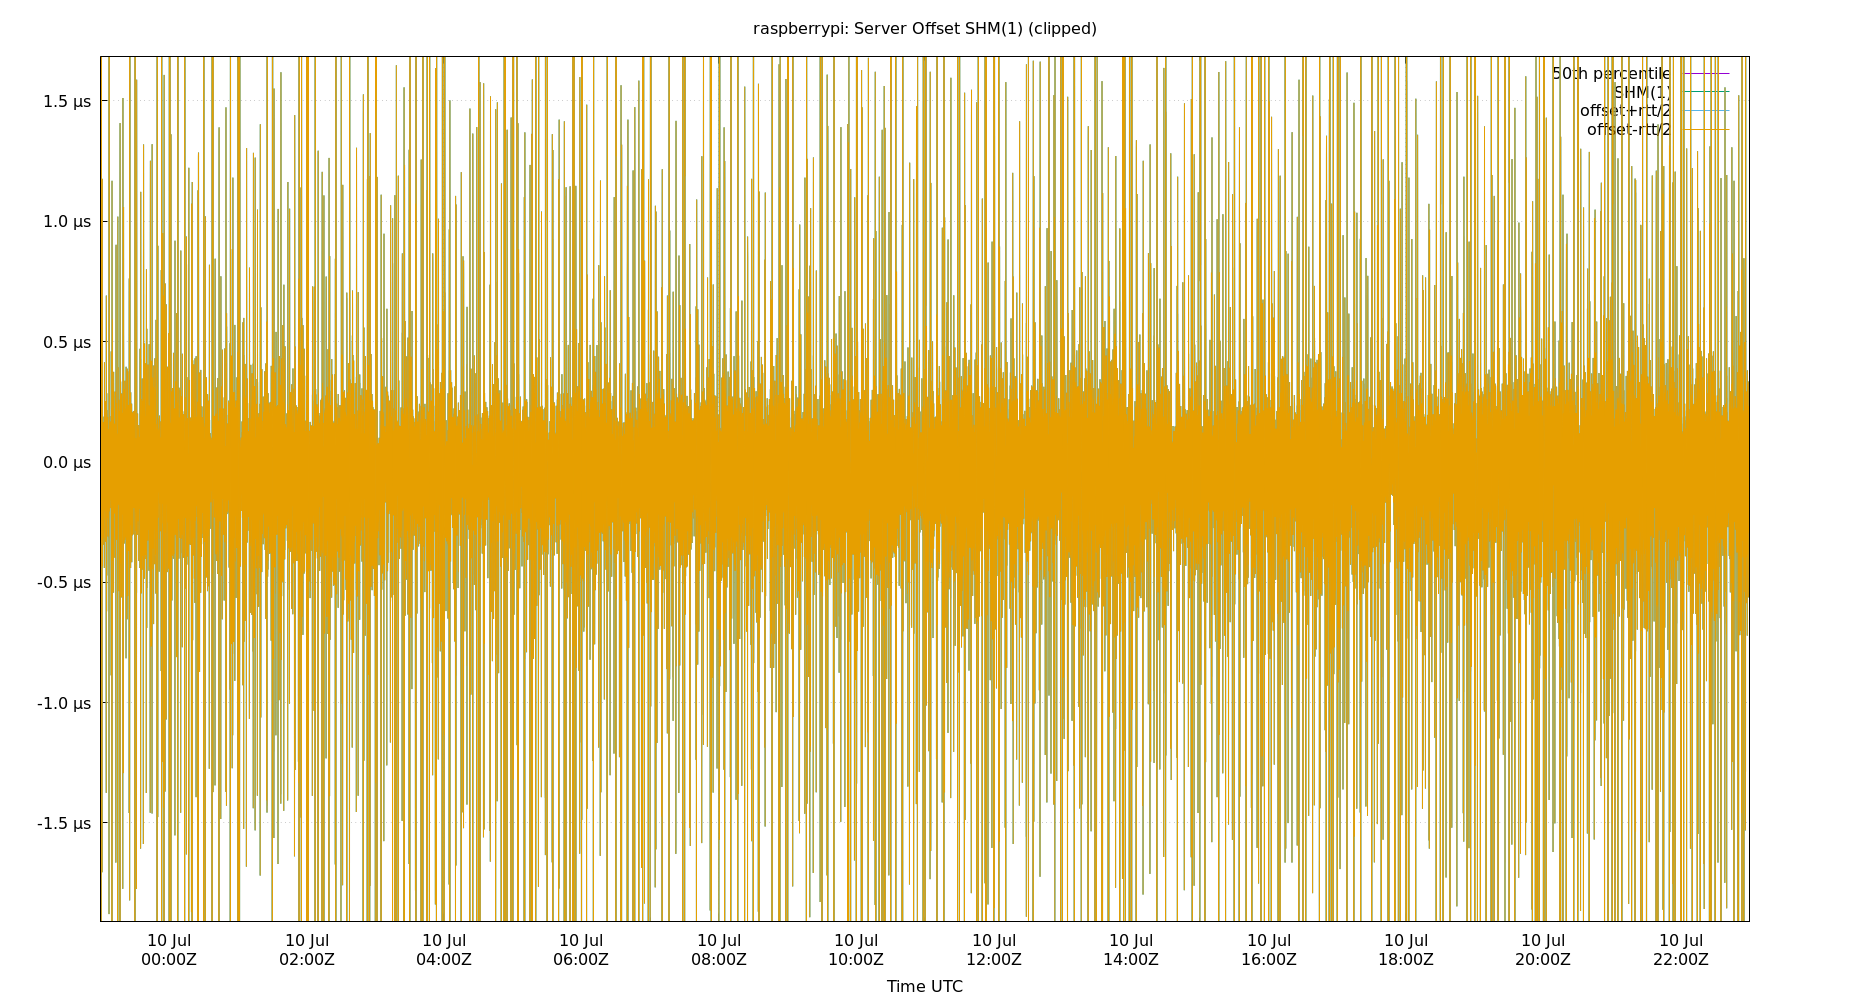 raspberrypi: Server Offset SHM(1) (clipped)
50th percentile
SHM(1)
offset+rtt/2
offset-rtt/2
1.5 µs
1.0 µs
0.5 µs
0.0 µs
-0.5 µs
-1.0 µs
-1.5 µs
10 Jul 10 Jul 10 Jul 10 Jul 10 Jul 10 Jul 10 Jul 10 Jul 10 Jul 10 Jul 10 Jul 10 Jul
00:00Z 02:00Z 04:00Z 06:00Z 08:00Z 10:00Z 12:00Z 14:00Z 16:00Z 18:00Z 20:00Z 22:00Z
Time UTC